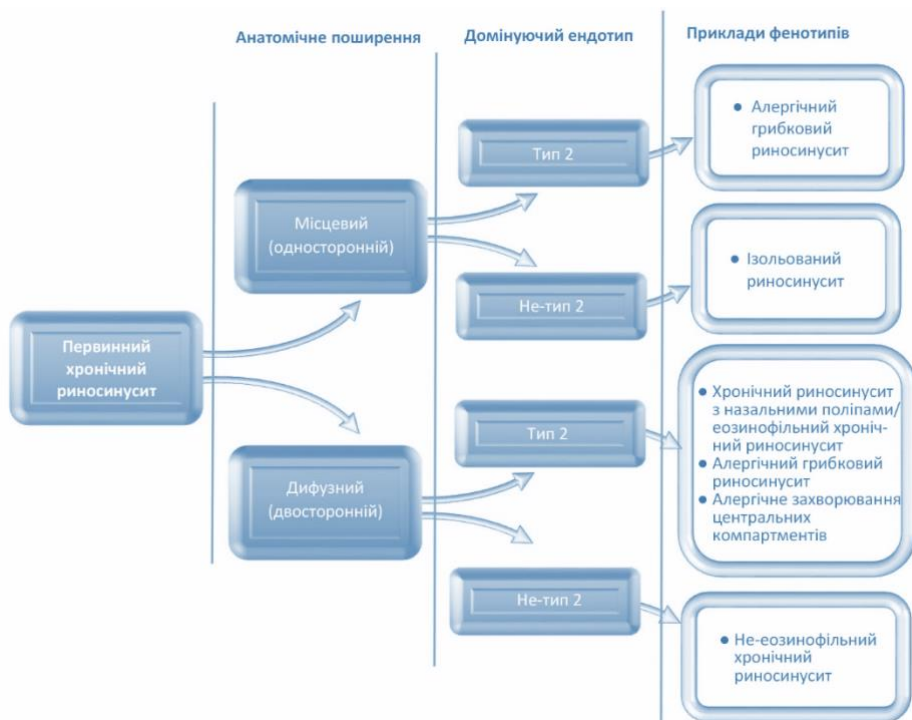 Анатомічне поширення
Домінуючий ендотип
Приклади фенотипів
Первинний
хронічний
риносинусит
Місцевий
(односторонній)
Тип 2
● Алергічний
грибковий
риносинусит
Не-тип 2
● Ізольований
риносинусит
Дифузний
(двосторонній)
Тип 2
● Хронічний риносинусит
з назальними поліпами/
еозинофільний хроніч-
ний риносинусит
● Алергічний грибковий
риносинусит
● Алергічне захворювання
центральних
компартментів
Не-тип 2
● Не-еозинофільний
хронічний
риносинусит